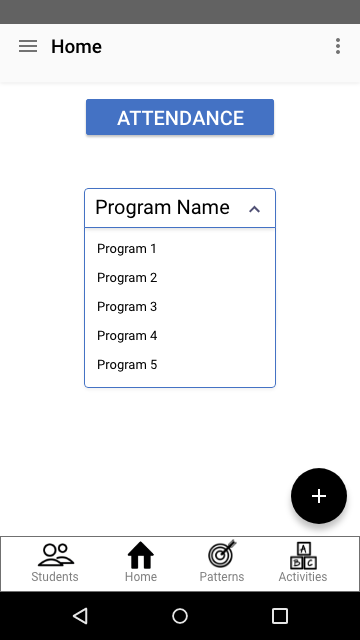 Home
ATTENDANCE
Program Name
Program 1
Program 2
Program 3
Program 4
Program 5
A
B C
Students Home Patterns Activities